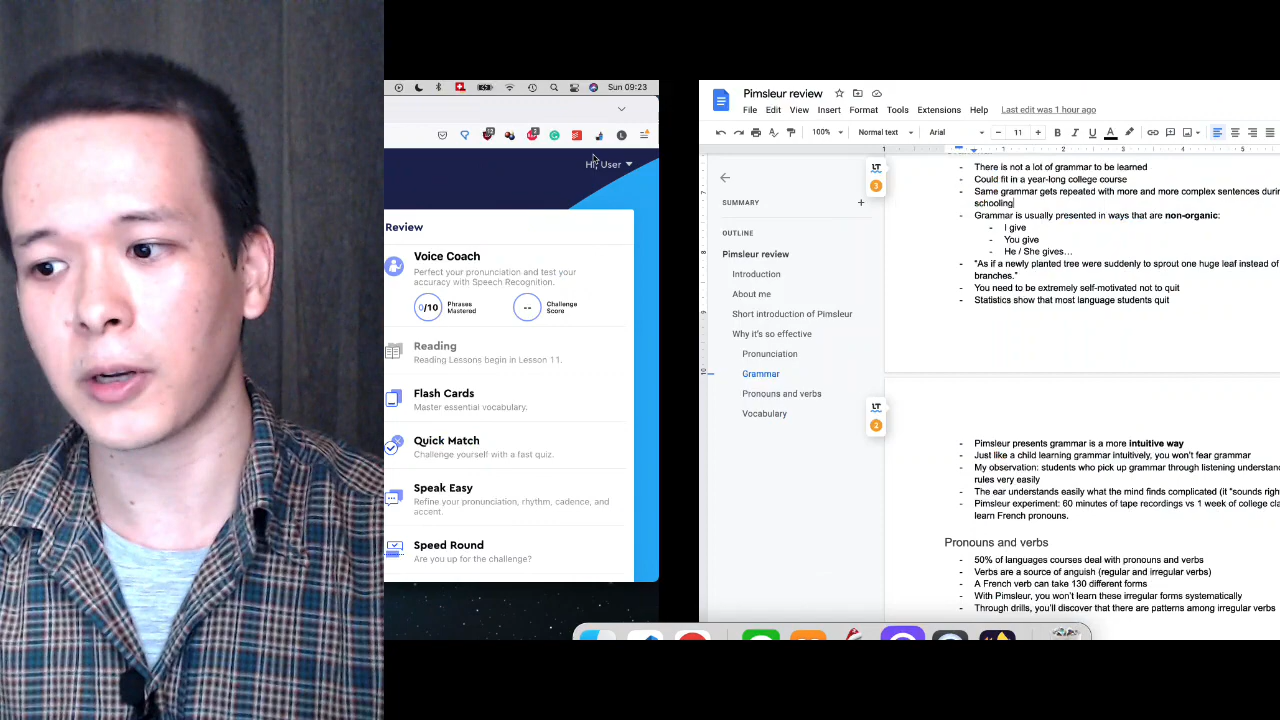 Sun 09:23
Hi, User
Review
Voice Coach
Perfect your pronunciation and test your
accuracy with Speech Recognition.
0/10
Phrases
Mastered
--
Challenge
Score
Reading
Reading Lessons begin in Lesson 11.
Flash Cards
Master essential vocabulary.
Quick Match
Challenge yourself with a fast quiz.
Speak Easy
Refine your pronunciation, rhythm, cadence, and
accent.
Speed Round
Are you up for the challenge?
Pimsleur review
File Edit View Insert Format Tools Extensions Help Last edit was 1 hour ago
100% Normal text Arial - 11 + B I U A
1 1 2 3 4 5
SUMMARY +
OUTLINE
Pimsleur review
Introduction
About me
Short introduction of Pimsleur
Why it's so effective
Pronunciation
Grammar
Pronouns and verbs
Vocabulary
- There is not a lot of grammar to be learned
- Could fit in a year-long college course
- Same grammar gets repeated with more and more complex sentences durin
schooling
- Grammar is usually presented in ways that are non-organic:
- I give
- You give
- He / She gives…
- "As if a newly planted tree were suddenly to sprout one huge leaf instead of
branches."
- You need to be extremely self-motivated not to quit
- Statistics show that most language students quit
- Pimsleur presents grammar is a more intuitive way
- Just like a child learning grammar intuitively, you won't fear grammar
- My observation: students who pick up grammar through listening understand
rules very easily
- The ear understands easily what the mind finds complicated (it "sounds righ
- Pimsleur experiment: 60 minutes of tape recordings vs 1 week of college cla
learn French pronouns.
Pronouns and verbs
- 50% of languages courses deal with pronouns and verbs
- Verbs are a source of anguish (regular and irregular verbs)
- A French verb can take 130 different forms
- With Pimsleur, you won't learn these irregular forms systematically
- Through drills, you'll discover that there are patterns among irregular verbs